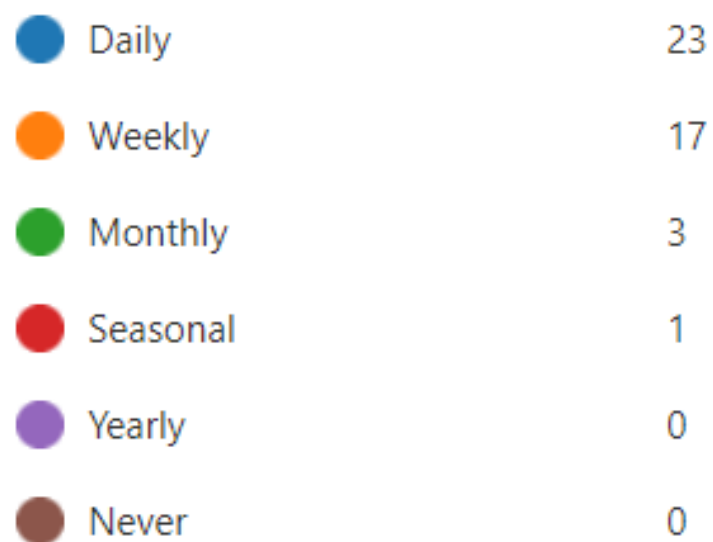 Daily 23
Weekly 17
Monthly 3
Seasonal 1
Yearly 0
Never 0